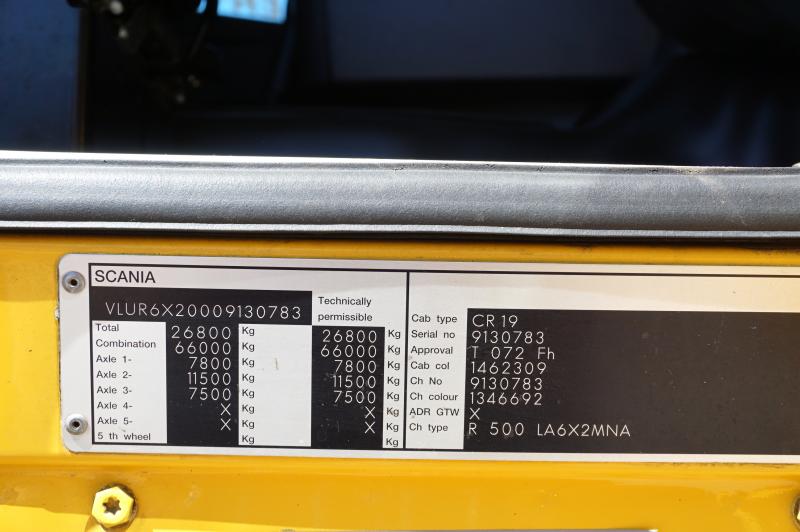 SCANIA
VLUR6X20009130783
Technically permissible
Total 26800 Kg 26800 Kg
Combination 66000 Kg 66000 Kg
Axle 1- 7800 Kg 7800 Kg
Axle 2- 11500 Kg 11500 Kg
Axle 3- 7500 Kg 7500 Kg
Axle 4- X Kg X Kg
Axle 5- X Kg X Kg
5 th wheel Kg Kg
Cab type CR19
Serial no 9130783
Approval T 072 Fh
Cab col 1462309
Ch No 9130783
Ch colour 1346692
ADR GTW X
Ch type R 500 LA6X2MNA